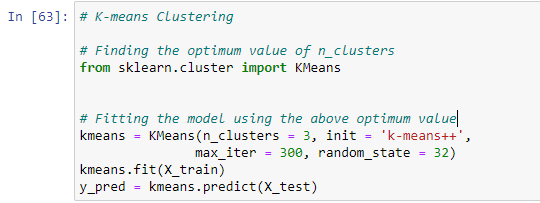 In [63]: # K-means Clustering
# Finding the optimum value of n_clusters
from sklearn.cluster import KMeans
# Fitting the model using the above optimum value
kmeans = KMeans(n_clusters = 3, init = 'k-means++',
max_iter = 300, random_state = 32)
kmeans.fit(X_train)
y_pred = kmeans.predict(X_test)